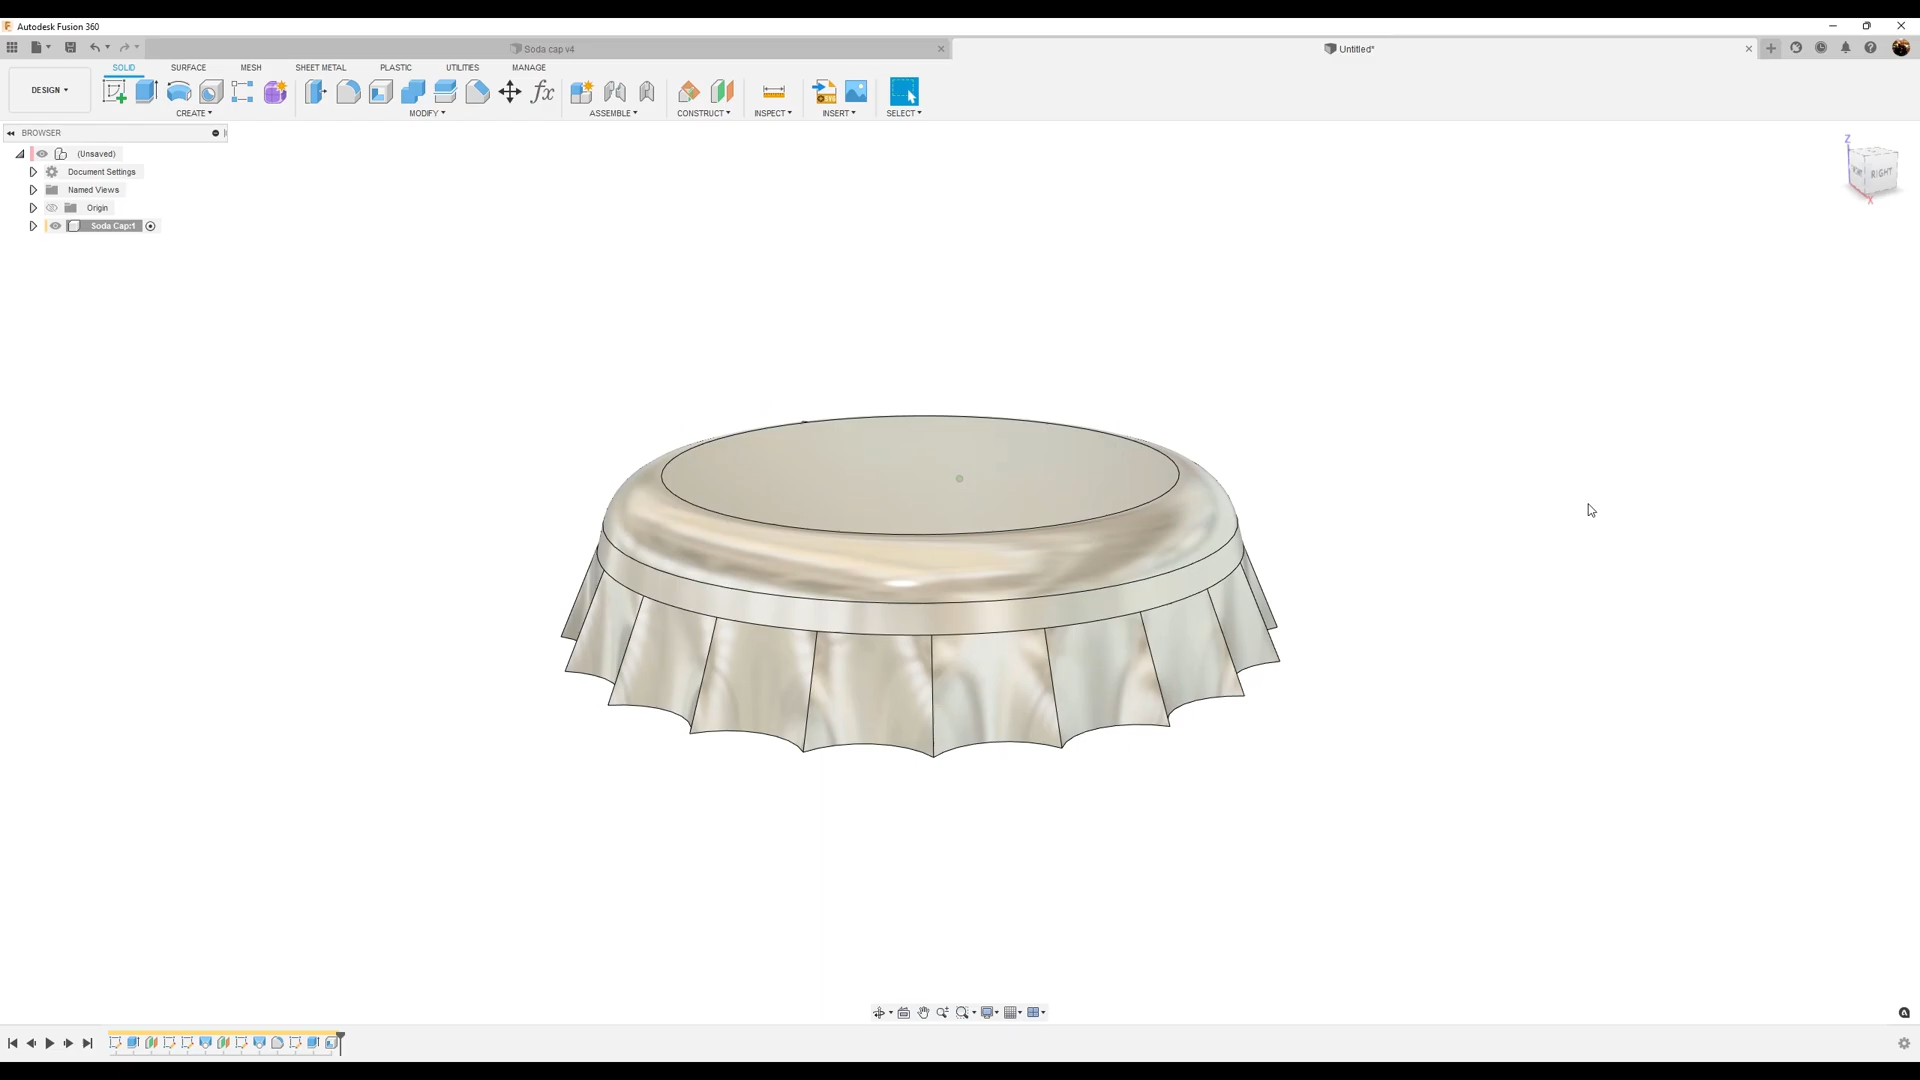 Autodesk Fusion 360
Soda cap v4
Untitled*
SOLID SURFACE MESH SHEET METAL PLASTIC UTILITIES MANAGE
DESIGN
CREATE MODIFY ASSEMBLE CONSTRUCT INSPECT INSERT SELECT
BROWSER
(Unsaved)
Document Settings
Named Views
Origin
Soda Cap:1
Z
RIGHT
X